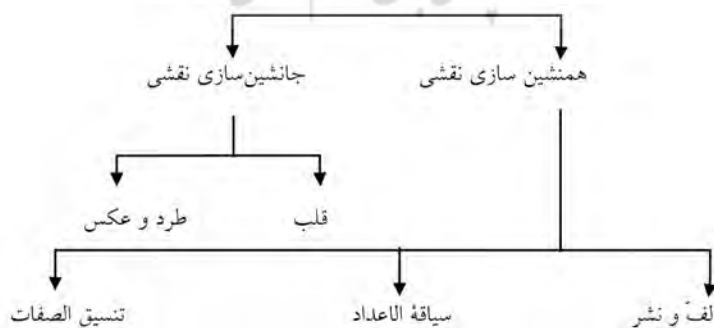 همنشین سازی نقشی
جانشین‌سازی نقشی
قلب
طرد و عکس
لفّ و نشر
سیاقة الاعداد
تنسیق الصفات